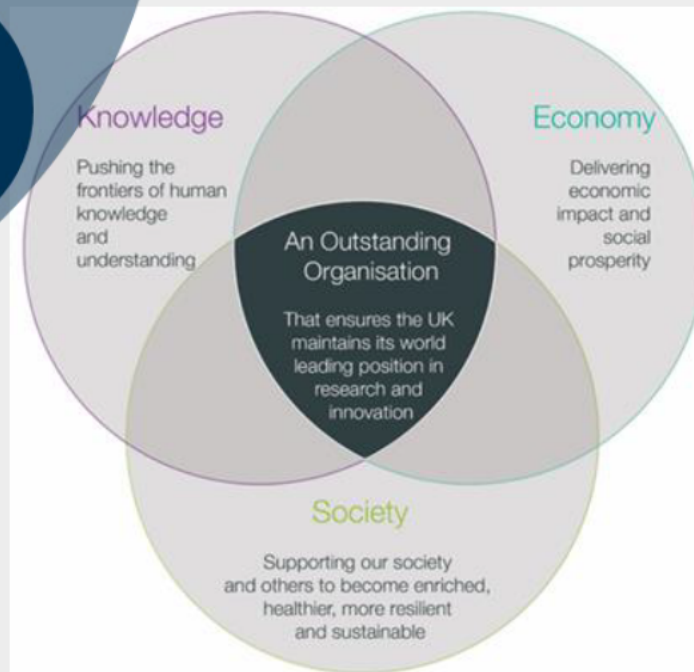 Knowledge
Pushing the
frontiers of human
knowledge
and
understanding
Economy
Delivering
economic
impact and
social
prosperity
An Outstanding
Organisation
That ensures the UK
maintains its world
leading position in
research and
innovation
Society
Supporting our society
and others to become enriched,
healthier, more resilient
and sustainable